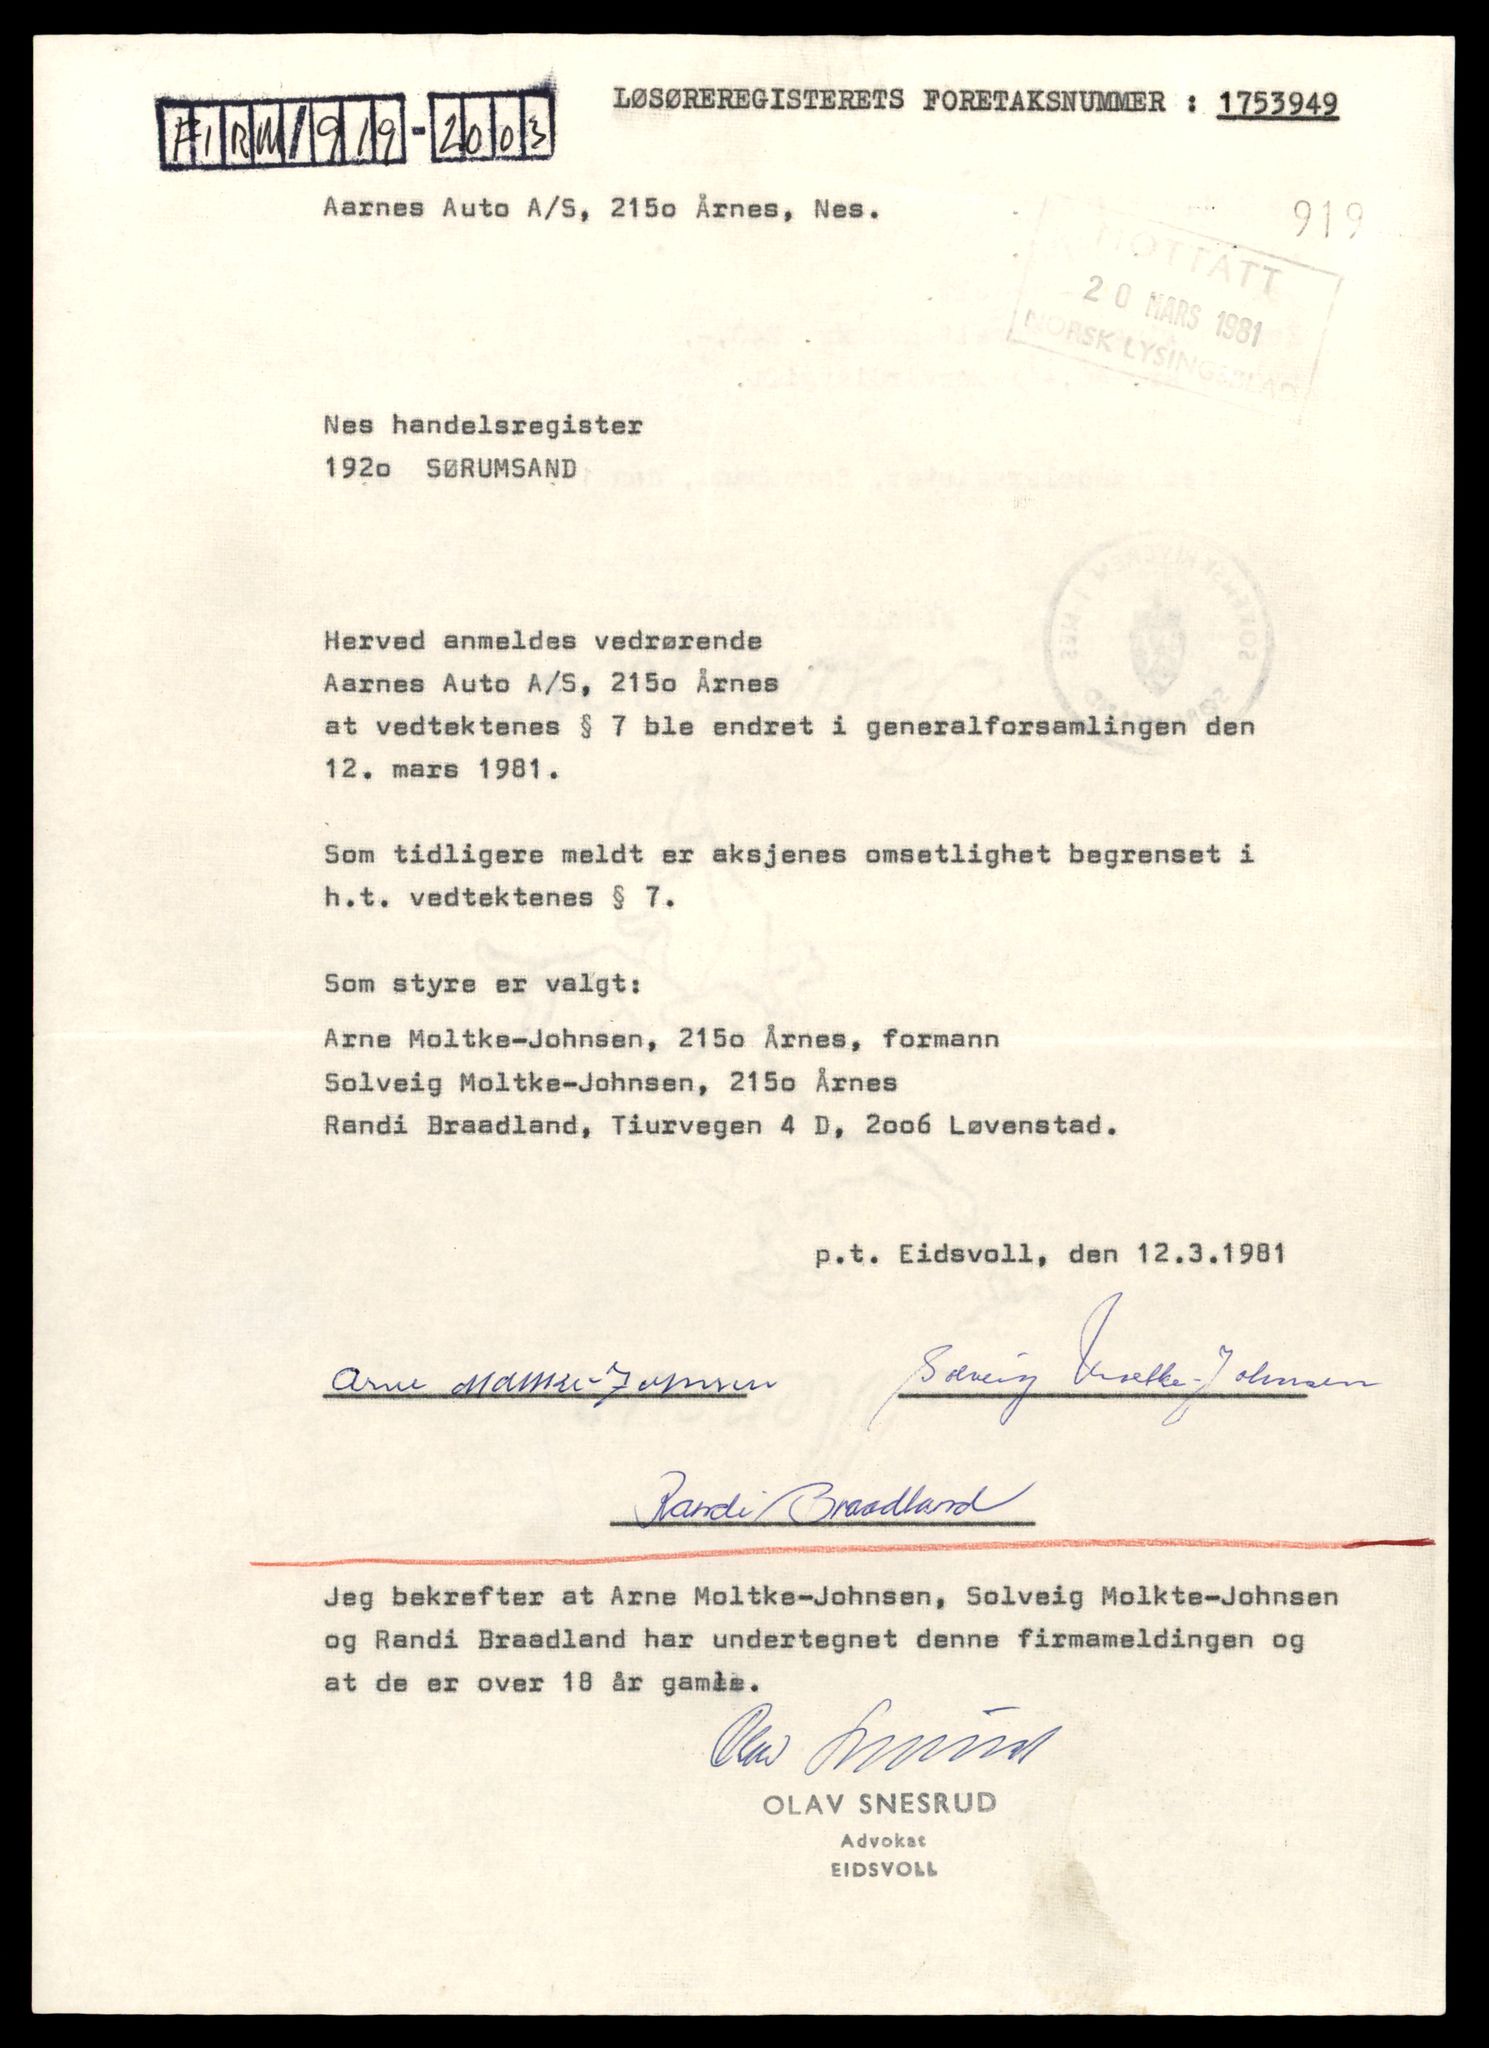 LØSØREREGISTERETS FORETAKSNUMMER : 1753949
FIRM/919-2003
Aarnes Auto A/S, 215o Årnes, Nes.
919
MOTTATT
20 MARS 1981
NORSK LYSINGSBLAD
Nes handelsregister
192o SØRUMSAND
Herved anmeldes vedrørende
Aarnes Auto A/S, 215o Årnes
at vedtektenes § 7 ble endret i generalforsamlingen den
12. mars 1981.
Som tidligere meldt er aksjenes omsetlighet begrenset i
h.t. vedtektenes § 7.
Som styre er valgt:
Arne Moltke-Johnsen, 215o Årnes, formann
Solveig Moltke-Johnsen, 215o Årnes
Randi Braadland, Tiurvegen 4 D, 2oo6 Løvenstad.
p.t. Eidsvoll, den 12.3.1981
Arne Moltke-Johnsen Solveig Moltke-Johnsen
Randi Braadland
Jeg bekrefter at Arne Moltke-Johnsen, Solveig Molkte-Johnsen
og Randi Braadland har undertegnet denne firmameldingen og
at de er over 18 år gamle.
Olav Snesrud
OLAV SNESRUD
Advokat
EIDSVOLL